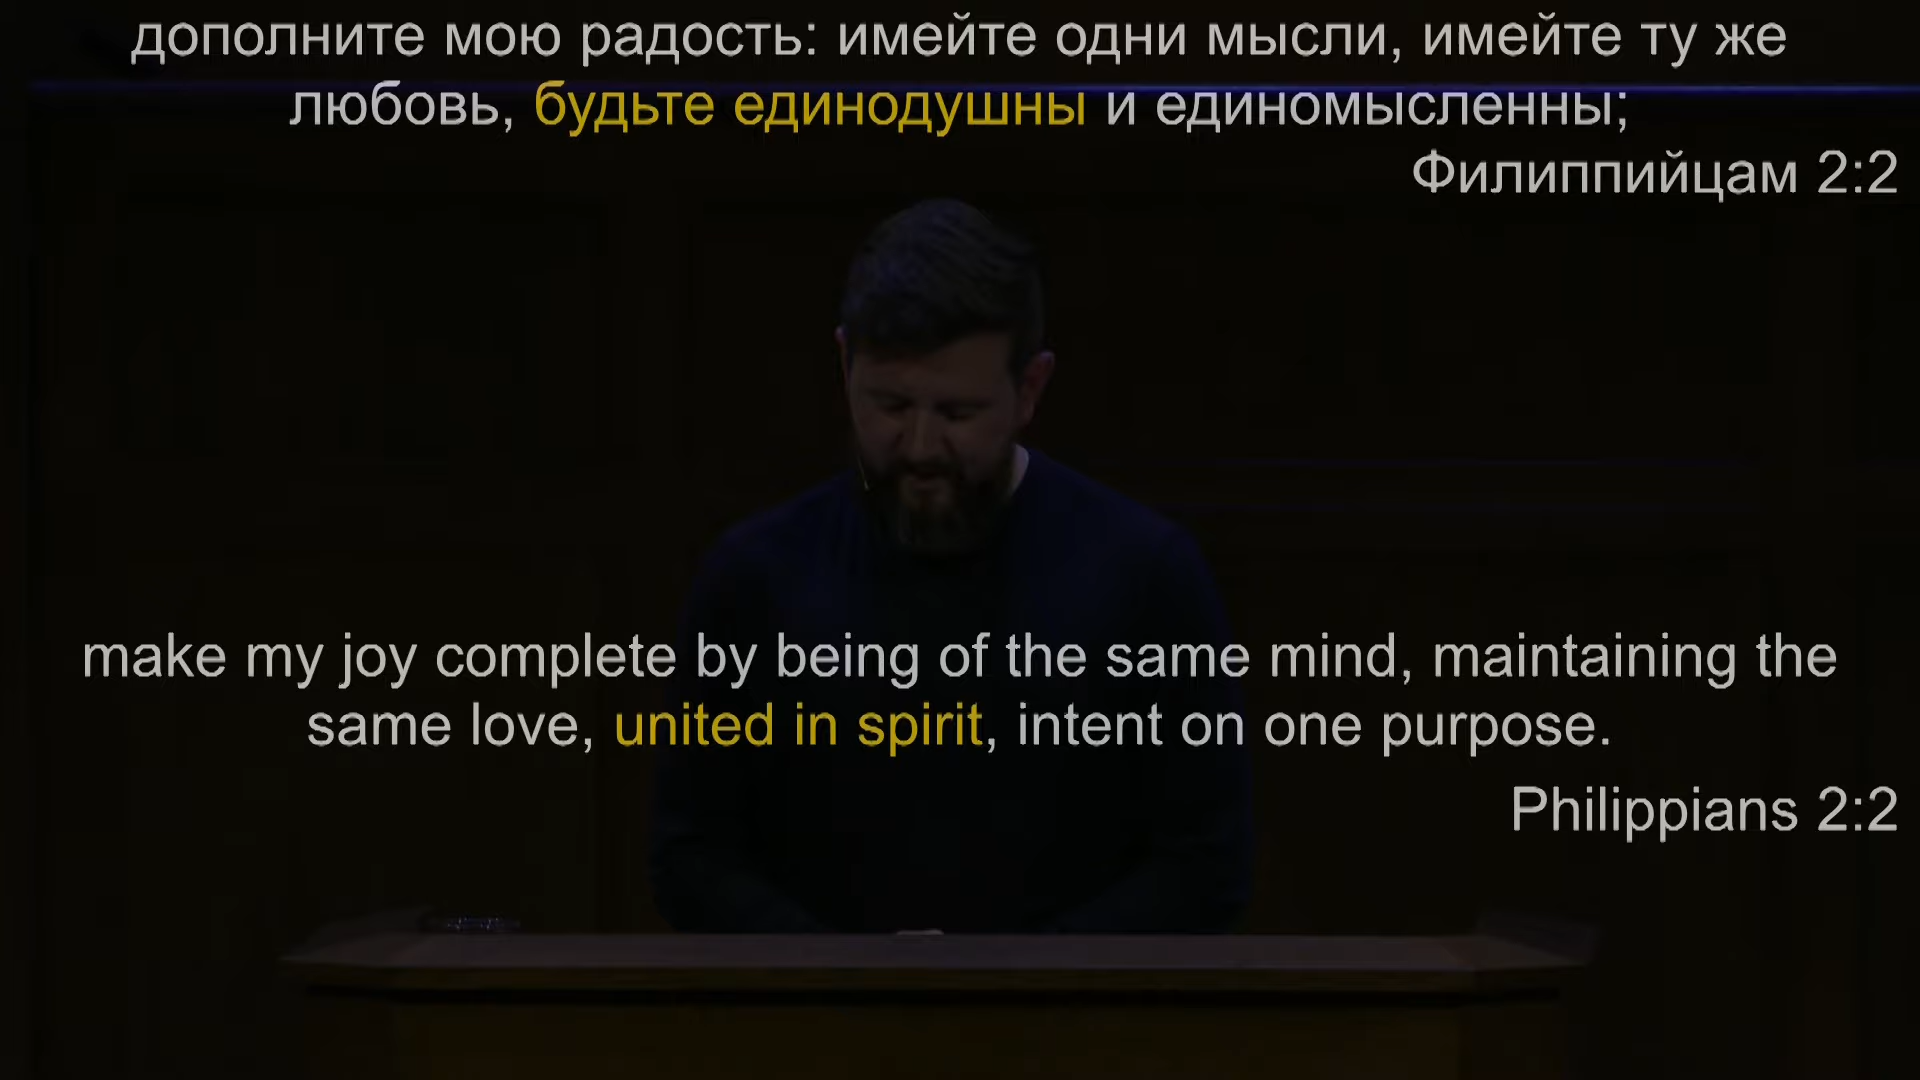 дополните мою радость: имейте одни мысли, имейте ту же
любовь, будьте единодушны и единомысленны;
Филиппийцам 2:2
make my joy complete by being of the same mind, maintaining the
same love, united in spirit, intent on one purpose.
Philippians 2:2